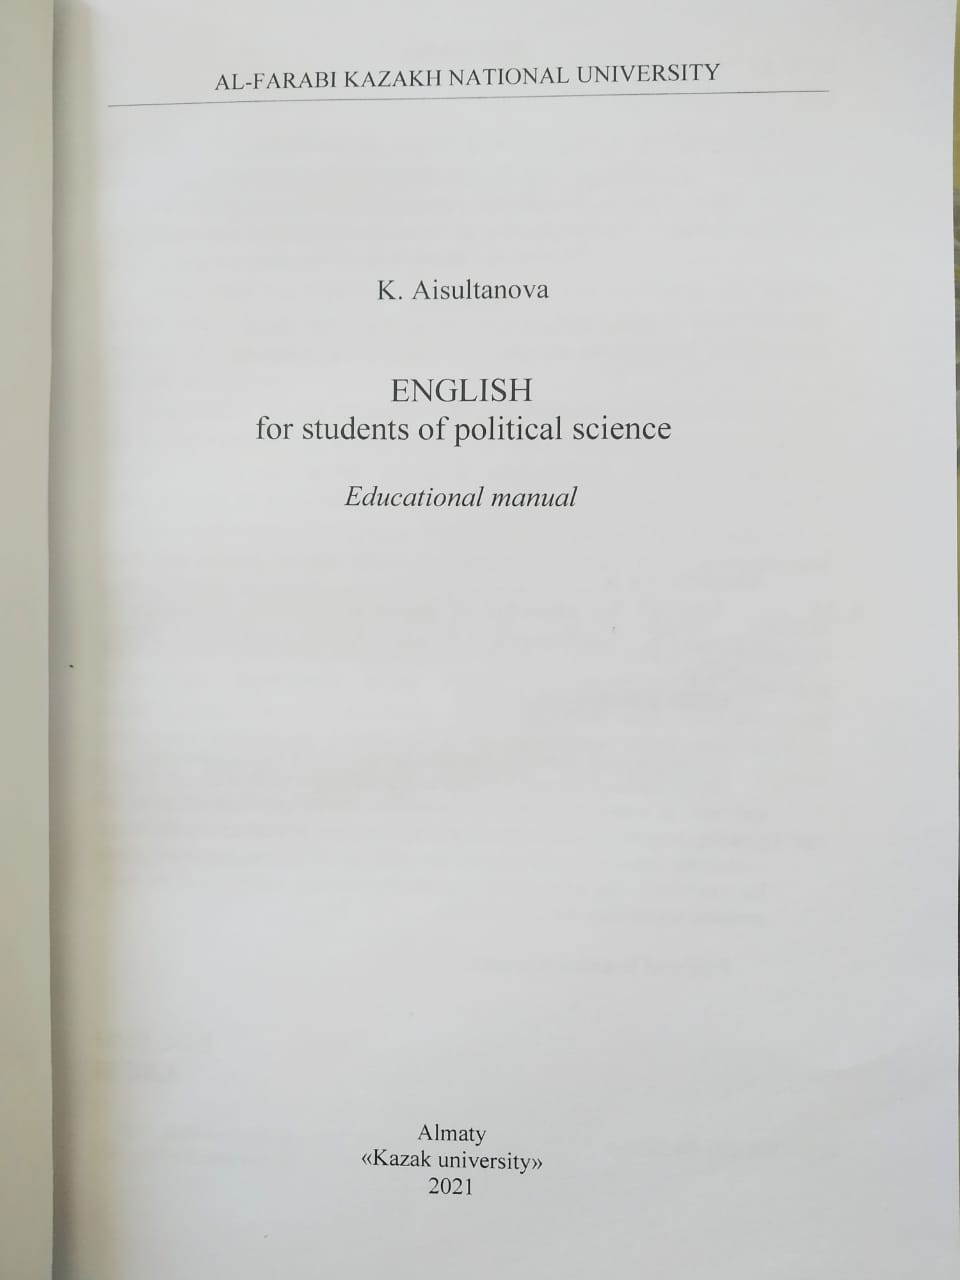 AL-FARABI KAZAKH NATIONAL UNIVERSITY
K. Aisultanova
ENGLISH
for students of political science
Educational manual
Almaty
«Kazak university»
2021